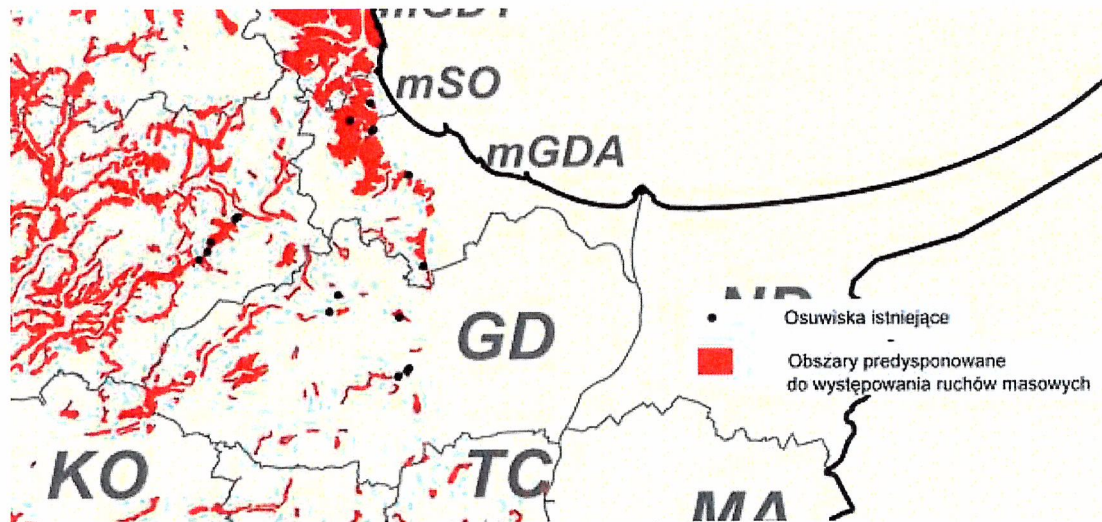 mSO
mGDA
GD
Osuwiska istniejące
-
Obszary predysponowane
do występowania ruchów masowych
KO
TC
MA